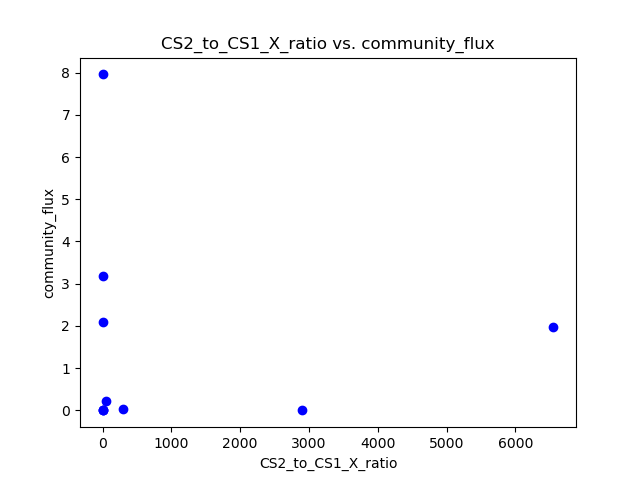 CS2_to_CS1_X_ratio vs. community_flux
8
7
6
5
4
3
2
1
0
community_flux
0 1000 2000 3000 4000 5000 6000
CS2_to_CS1_X_ratio